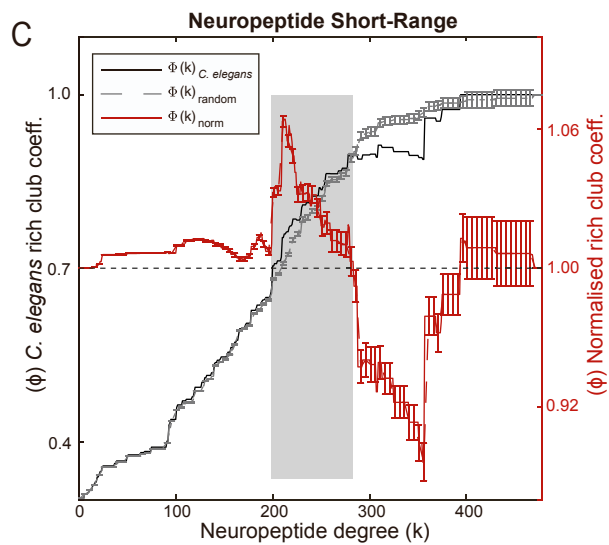 C
Neuropeptide Short-Range
Φ(k) C. elegans
Φ(k) random
Φ(k) norm
1.0
0.7
0.4
(ϕ) C. elegans rich club coeff.
1.06
1.00
0.92
(ϕ) Normalised rich club coeff.
0 100 200 300 400
Neuropeptide degree (k)